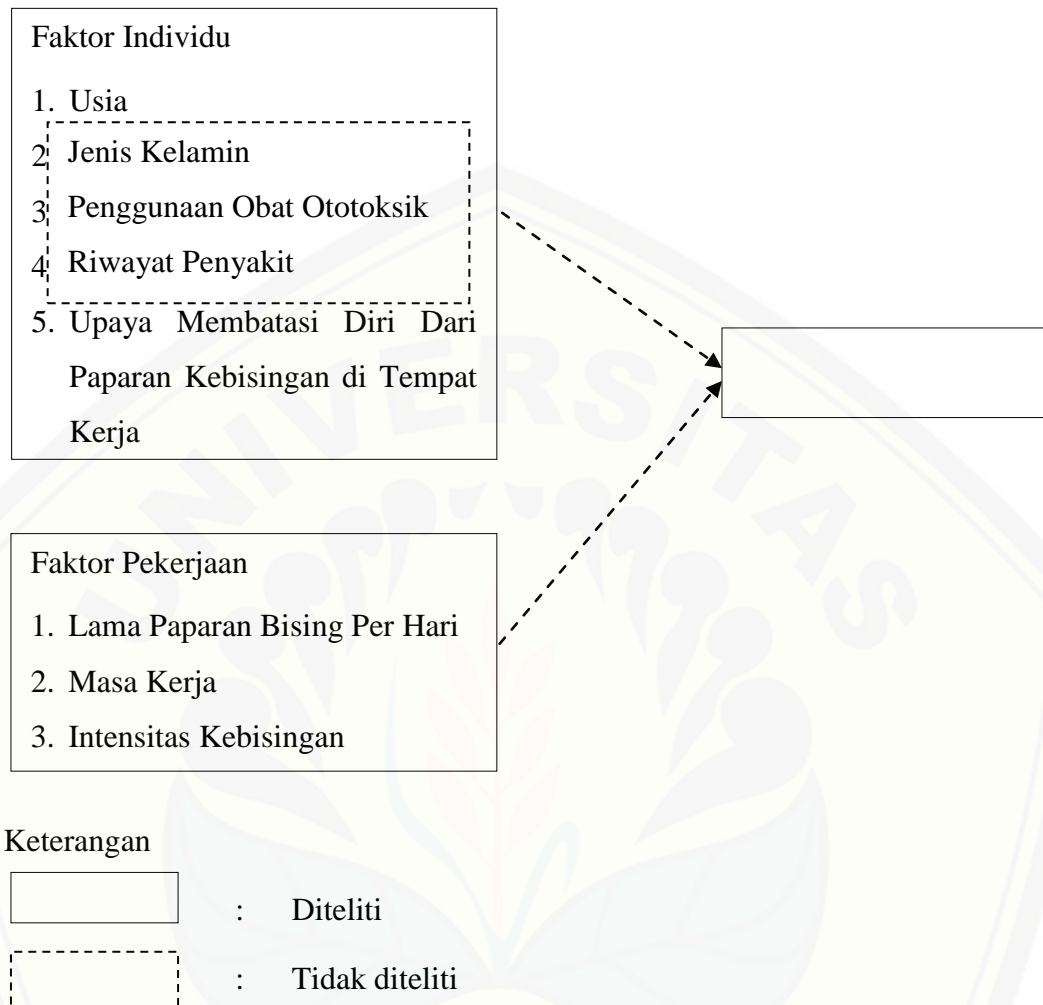 Faktor Individu
1. Usia
2 Jenis Kelamin
3 Penggunaan Obat Ototoksik
4 Riwayat Penyakit
5. Upaya Membatasi Diri Dari
Paparan Kebisingan di Tempat
Kerja
Faktor Pekerjaan
1. Lama Paparan Bising Per Hari
2. Masa Kerja
3. Intensitas Kebisingan
Keterangan
: Diteliti
: Tidak diteliti
UNIVERSITAS